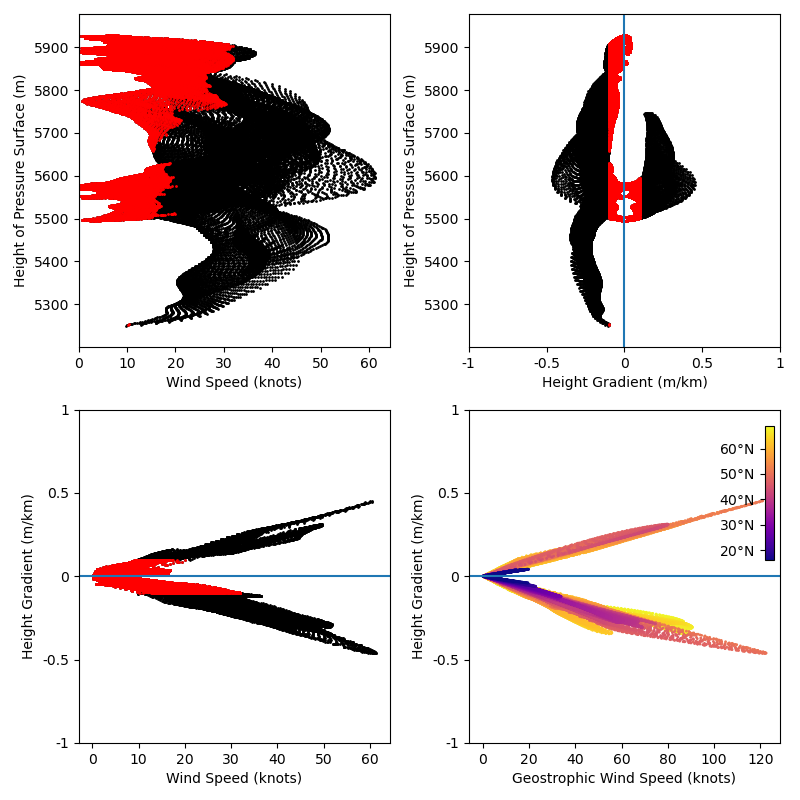 Height of Pressure Surface (m)
5900
5800
5700
5600
5500
5400
5300
0 10 20 30 40 50 60
Wind Speed (knots)
Height of Pressure Surface (m)
5900
5800
5700
5600
5500
5400
5300
-1 -0.5 0 0.5 1
Height Gradient (m/km)
Height Gradient (m/km)
1
0.5
0
-0.5
-1
0 10 20 30 40 50 60
Wind Speed (knots)
Height Gradient (m/km)
1
0.5
0
-0.5
-1
60°N
50°N
40°N
30°N
20°N
0 20 40 60 80 100 120
Geostrophic Wind Speed (knots)